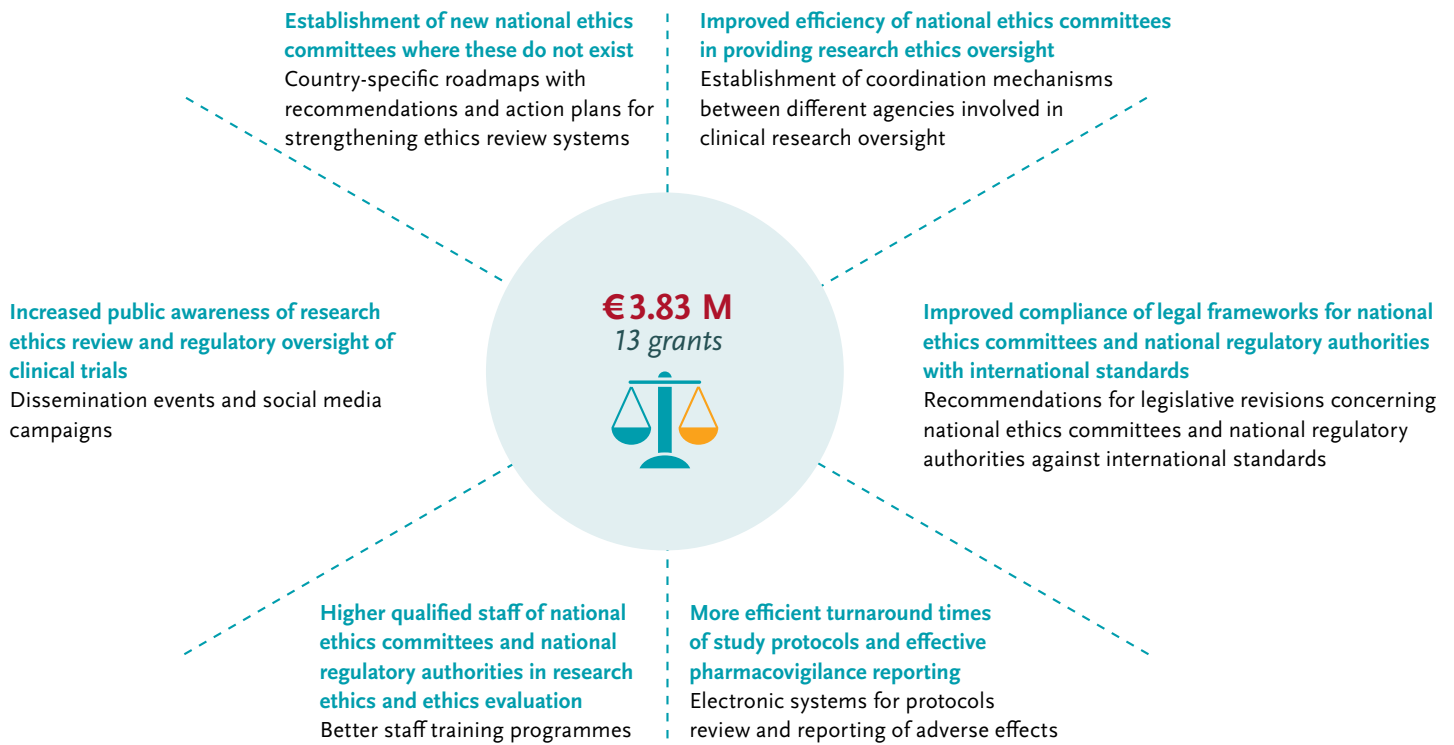 Establishment of new national ethics
committees where these do not exist
Country-specific roadmaps with
recommendations and action plans for
strengthening ethics review systems
Improved efficiency of national ethics committees
in providing research ethics oversight
Establishment of coordination mechanisms
between different agencies involved in
clinical research oversight
Increased public awareness of research
ethics review and regulatory oversight of
clinical trials
Dissemination events and social media
campaigns
€3.83 M
13 grants
Improved compliance of legal frameworks for national
ethics committees and national regulatory authorities
with international standards
Recommendations for legislative revisions concerning
national ethics committees and national regulatory
authorities against international standards
Higher qualified staff of national
ethics committees and national
regulatory authorities in research
ethics and ethics evaluation
Better staff training programmes
More efficient turnaround times
of study protocols and effective
pharmacovigilance reporting
Electronic systems for protocols
review and reporting of adverse effects